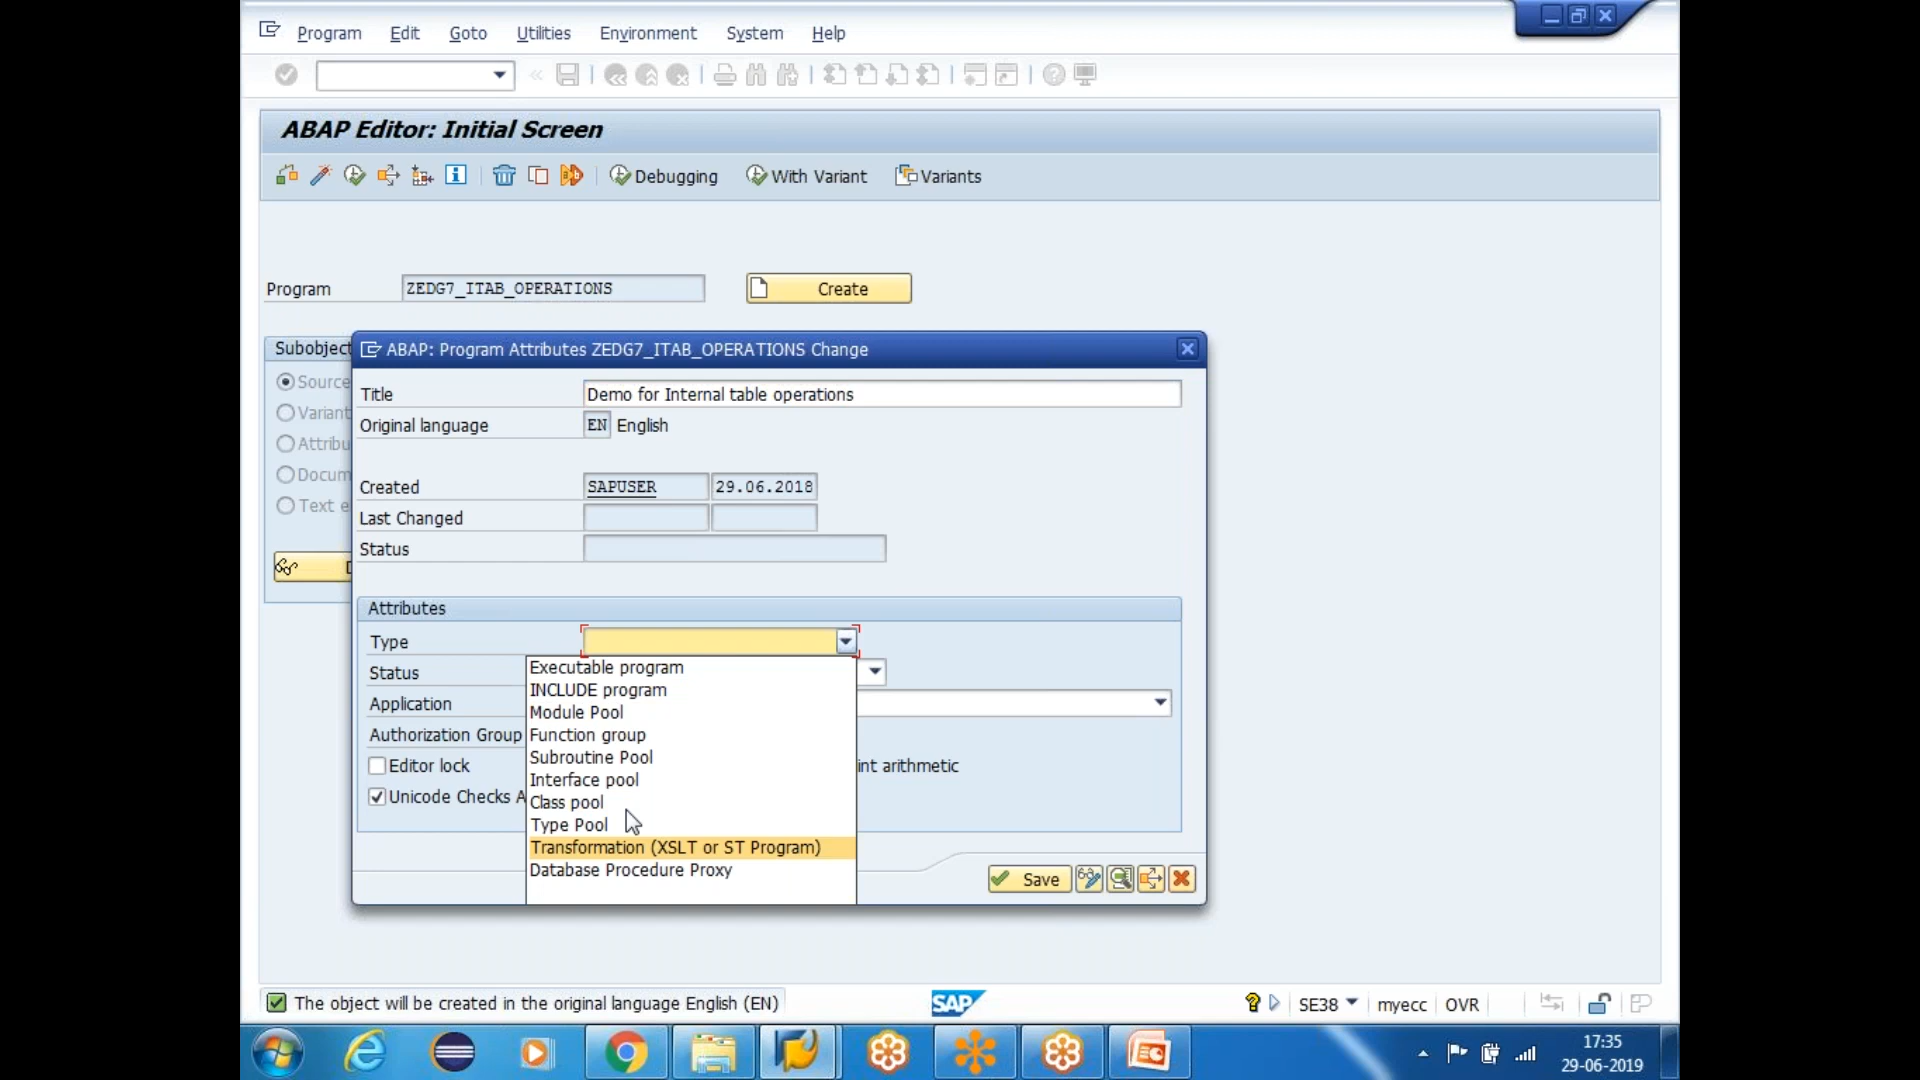 Program Edit Goto Utilities Environment System Help
ABAP Editor: Initial Screen
Debugging With Variant Variants
Program ZEDG7_ITAB_OPERATIONS Create
Subobject
Source
Variant
Attribu
Docum
Text e
ABAP: Program Attributes ZEDG7_ITAB_OPERATIONS Change
Title Demo for Internal table operations
Original language EN English
Created SAPUSER 29.06.2018
Last Changed
Status
Attributes
Type
Status
Application
Authorization Group
Editor lock int arithmetic
Unicode Checks A
Executable program
INCLUDE program
Module Pool
Function group
Subroutine Pool
Interface pool
Class pool
Type Pool
Transformation (XSLT or ST Program)
Database Procedure Proxy
Save
The object will be created in the original language English (EN)
SAP
SE38 myecc OVR
17:35
29-06-2019